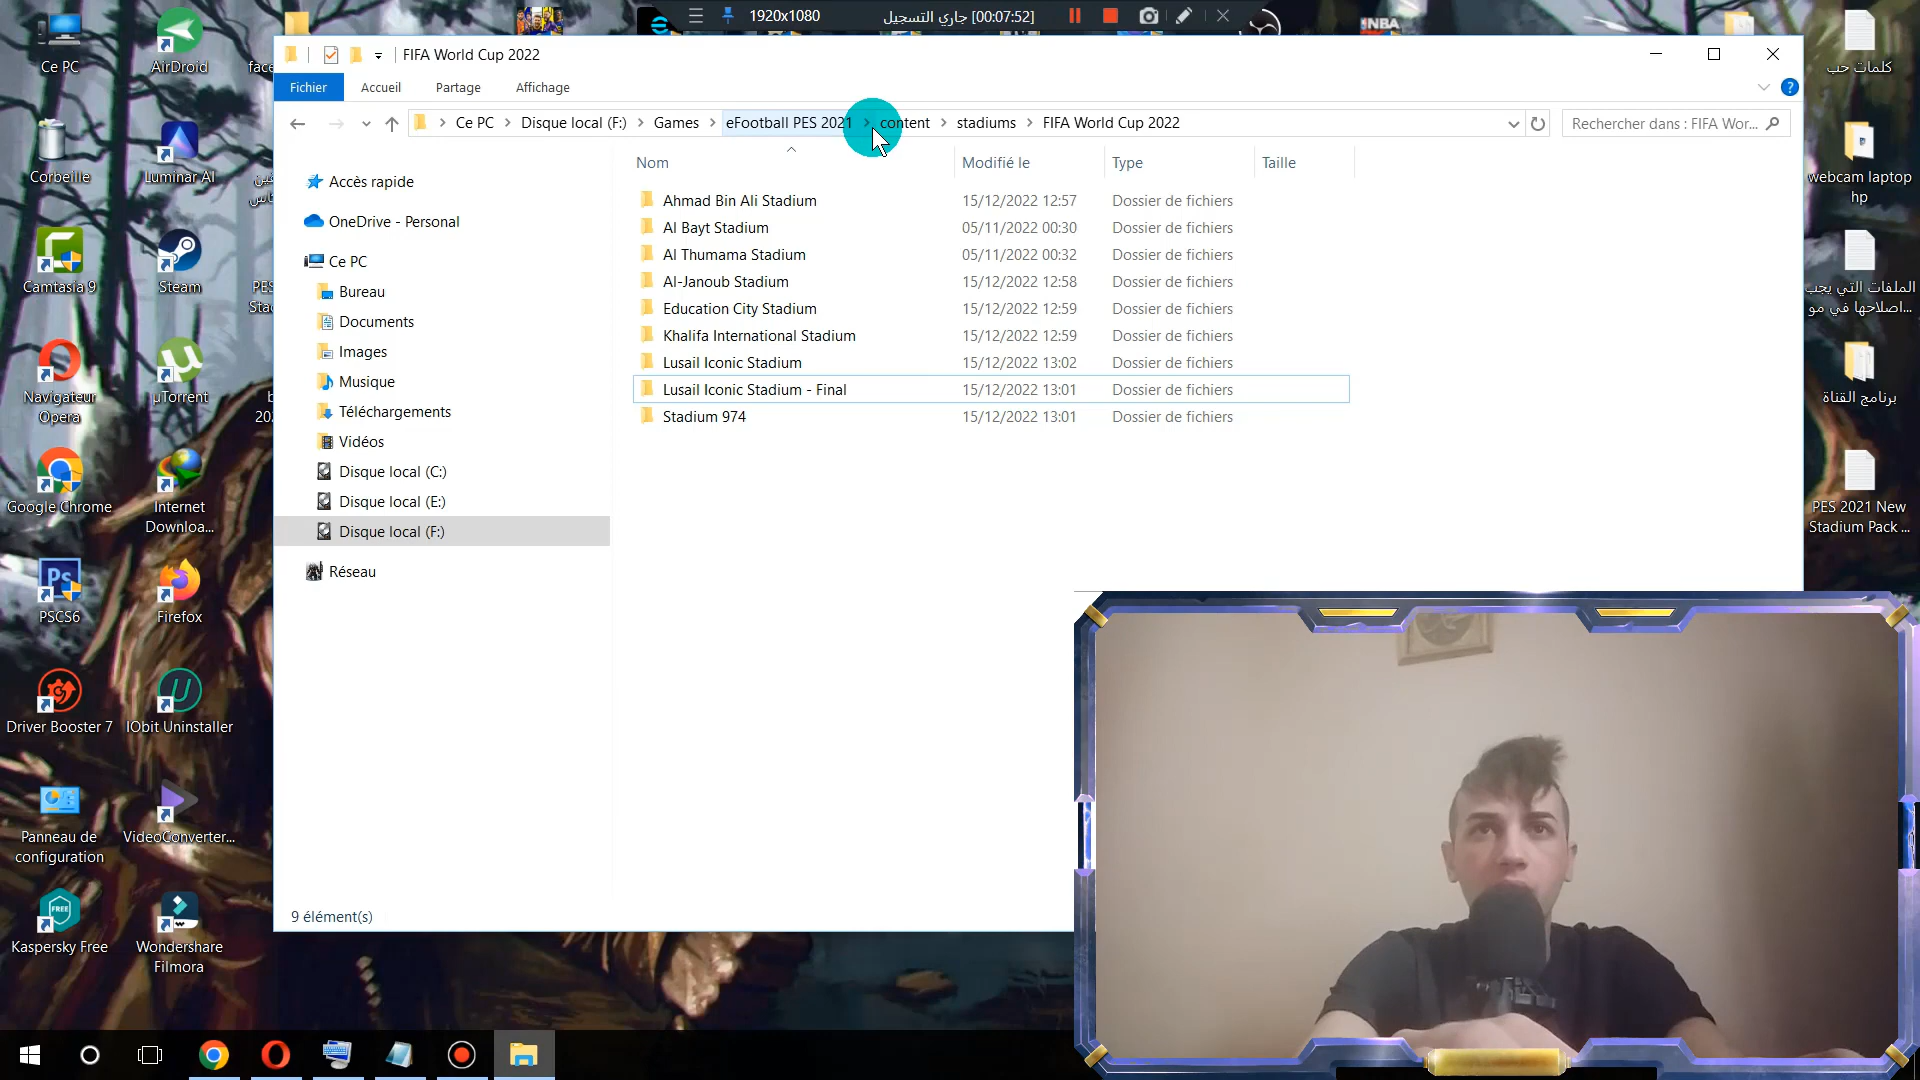 1920x1080
جاري التسجيل [00:07:52]
FIFA World Cup 2022
Fichier
Accueil
Partage
Affichage
Ce PC
Disque local (F:)
Games
eFootball PES 2021
content
stadiums
FIFA World Cup 2022
Rechercher dans : FIFA Wor...
Nom
Modifié le
Type
Taille
Accès rapide
OneDrive - Personal
Ce PC
Bureau
Documents
Images
Musique
Téléchargements
Vidéos
Disque local (C:)
Disque local (E:)
Disque local (F:)
Réseau
Ahmad Bin Ali Stadium 15/12/2022 12:57 Dossier de fichiers
Al Bayt Stadium 05/11/2022 00:30 Dossier de fichiers
Al Thumama Stadium 05/11/2022 00:32 Dossier de fichiers
Al-Janoub Stadium 15/12/2022 12:58 Dossier de fichiers
Education City Stadium 15/12/2022 12:59 Dossier de fichiers
Khalifa International Stadium 15/12/2022 12:59 Dossier de fichiers
Lusail Iconic Stadium 15/12/2022 13:02 Dossier de fichiers
Lusail Iconic Stadium - Final 15/12/2022 13:01 Dossier de fichiers
Stadium 974 15/12/2022 13:01 Dossier de fichiers
9 élément(s)
Ce PC
AirDroid
Corbeille
Luminar AI
Camtasia 9
Steam
Navigateur
Opera
µTorrent
Google Chrome
Internet
Downloa...
PSCS6
Ps
Firefox
Driver Booster 7
IObit Uninstaller
Panneau de
configuration
VideoConverter...
FREE
Kaspersky Free
Wondershare
Filmora
NBA
كلمات حب
webcam laptop
hp
الملفات التي يجب
اصلاحها في مو...
برنامج القناة
PES 2021 New
Stadium Pack ...